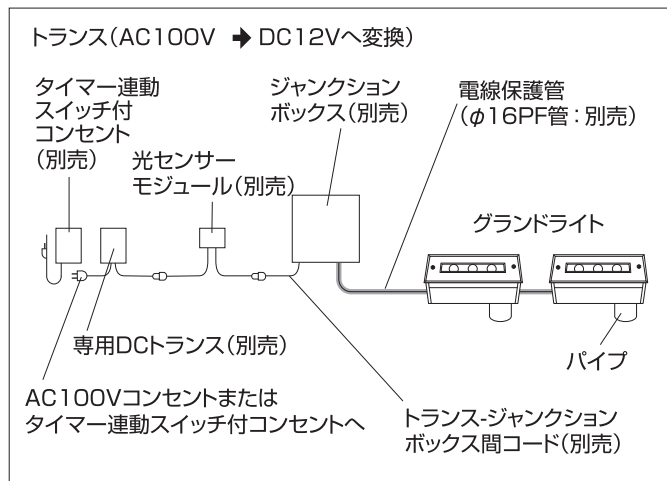 トランス(AC100V ➡ DC12Vへ変換)
タイマー連動
スイッチ付
コンセント
(別売)
光センサー
モジュール(別売)
ジャンクション
ボックス(別売)
電線保護管
(φ16PF管:別売)
グランドライト
専用DCトランス(別売)
パイプ
AC100Vコンセントまたは
タイマー連動スイッチ付コンセントへ
トランス-ジャンクション
ボックス間コード(別売)